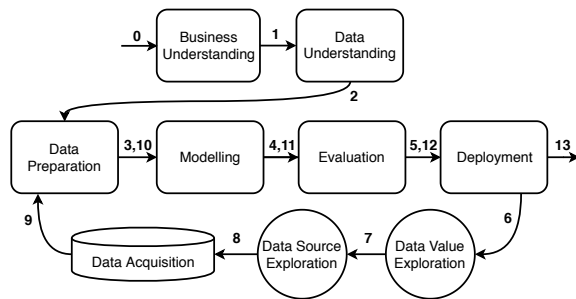 0
Business
Understanding
1
Data
Understanding
2
Data
Preparation
3,10
Modelling
4,11
Evaluation
5,12
Deployment
13
9
Data Acquisition
8
Data Source
Exploration
7
Data Value
Exploration
6